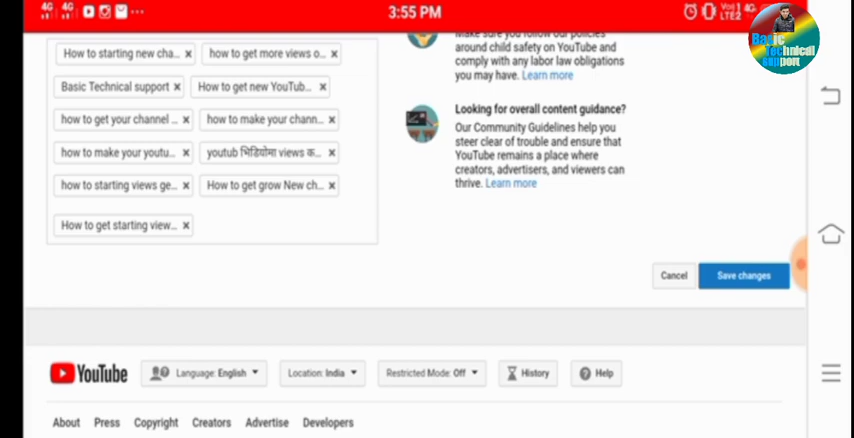 4G 4G 3:55 PM Vo) 1 4G LTE2
Basic
Technical
support
How to starting new cha... ×
how to get more views o... ×
Basic Technical support ×
How to get new YouTub... ×
how to get your channel ... ×
how to make your chann... ×
how to make your youtu... ×
youtub भिडियोमा views क... ×
how to starting views ge... ×
How to get grow New ch... ×
How to get starting view... ×
Make sure you follow our policies
around child safety on YouTube and
comply with any labor law obligations
you may have. Learn more
Looking for overall content guidance?
Our Community Guidelines help you
steer clear of trouble and ensure that
YouTube remains a place where
creators, advertisers, and viewers can
thrive. Learn more
Cancel
Save changes
YouTube
Language: English
Location: India
Restricted Mode: Off
History
Help
About Press Copyright Creators Advertise Developers